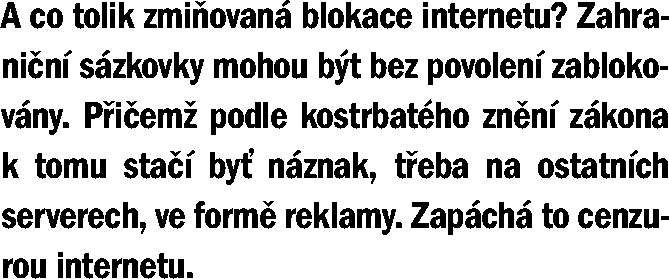 A co tolik zmiňovaná blokace internetu? Zahra-
niční sázkovky mohou být bez povolení zabloko-
vány. Přičemž podle kostrbatého znění zákona
k tomu stačí byť náznak, třeba na ostatních
serverech, ve formě reklamy. Zapáchá to cenzu-
rou internetu.